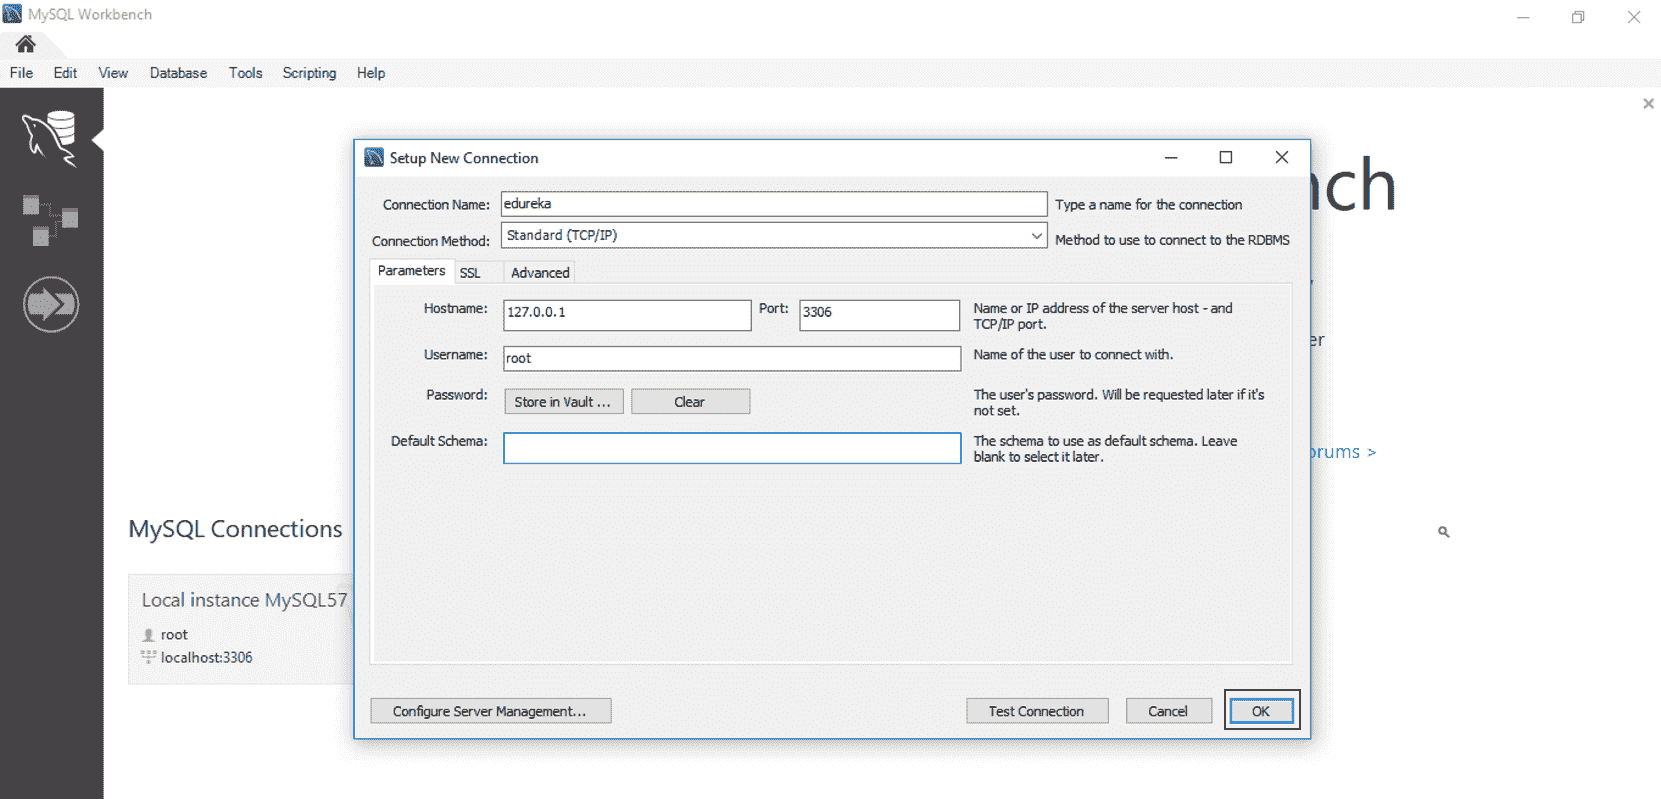 MySQL Workbench
File Edit View Database Tools Scripting Help
nch
Setup New Connection
Connection Name: edureka Type a name for the connection
Connection Method: Standard (TCP/IP) Method to use to connect to the RDBMS
Parameters SSL Advanced
Hostname: 127.0.0.1 Port: 3306 Name or IP address of the server host - and
TCP/IP port.
er
Username: root Name of the user to connect with.
Password: Store in Vault ... Clear The user's password. Will be requested later if it's
not set.
Default Schema: The schema to use as default schema. Leave
blank to select it later.
orums >
MySQL Connections
Local instance MySQL57
root
localhost:3306
Configure Server Management... Test Connection Cancel OK